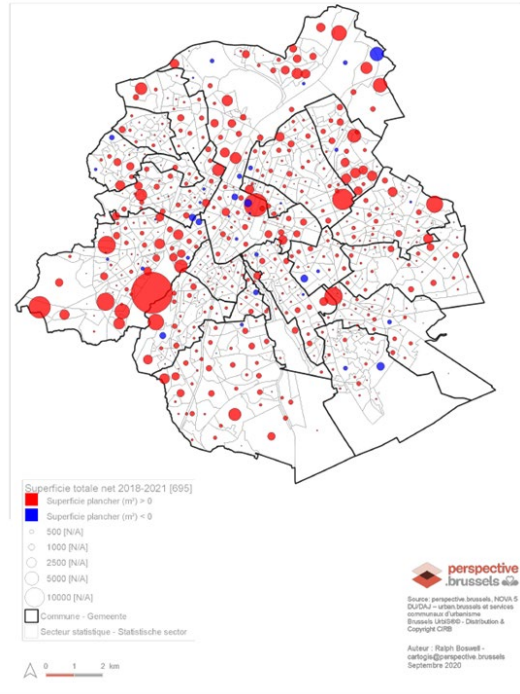 Superficie totale net 2018-2021 [695]
Superficie plancher (m²) > 0
Superficie plancher (m²) < 0
500 [N/A]
1000 [N/A]
2500 [N/A]
5000 [N/A]
10000 [N/A]
Commune - Gemeente
Secteur statistique - Statistische sector
0 1 2 km
perspective
.brussels
Source: perspective.brussels, NOVA 5
DU/DAJ – urban.brussels et services
communaux d'urbanisme
Brussels UrbIS®© - Distribution &
Copyright CIRB
Auteur : Ralph Boswell -
cartogis@perspective.brussels
Septembre 2020